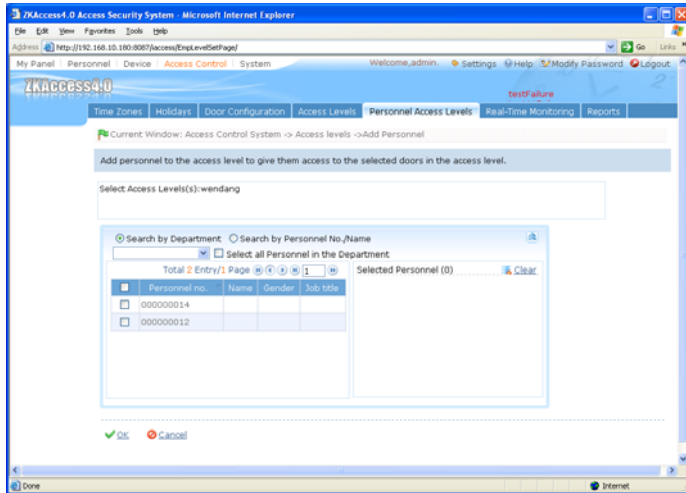 ZKAccess4.0 Access Security System - Microsoft Internet Explorer
File Edit View Favorites Tools Help
Address http://192.168.10.180:8087/iaccess/EmpLevelSetPage/ Go Links
My Panel Personnel Device Access Control System Welcome,admin. Settings Help Modify Password Logout
ZKAccess4.0
testFailure
Time Zones Holidays Door Configuration Access Levels Personnel Access Levels Real-Time Monitoring Reports
Current Window: Access Control System -> Access levels ->Add Personnel
Add personnel to the access level to give them access to the selected doors in the access level.
Select Access Levels(s):wendang
Search by Department Search by Personnel No./Name
Select all Personnel in the Department
Total 2 Entry/1 Page 1 Selected Personnel (0) Clear
Personnel no. Name Gender Job title
000000014
000000012
OK Cancel
Done Internet